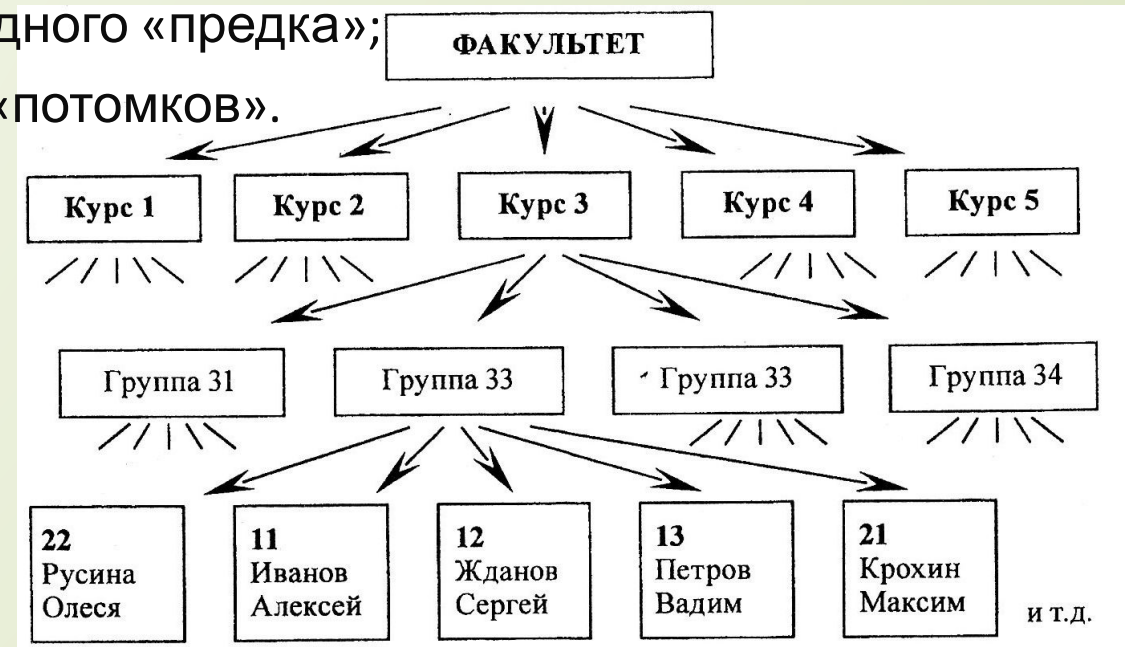 дного «предка»;
ФАКУЛЬТЕТ
«потомков».
Курс 1
Курс 2
Курс 3
Курс 4
Курс 5
Группа 31
Группа 33
Группа 33
Группа 34
22
Русина
Олеся
11
Иванов
Алексей
12
Жданов
Сергей
13
Петров
Вадим
21
Крохин
Максим
и т.д.